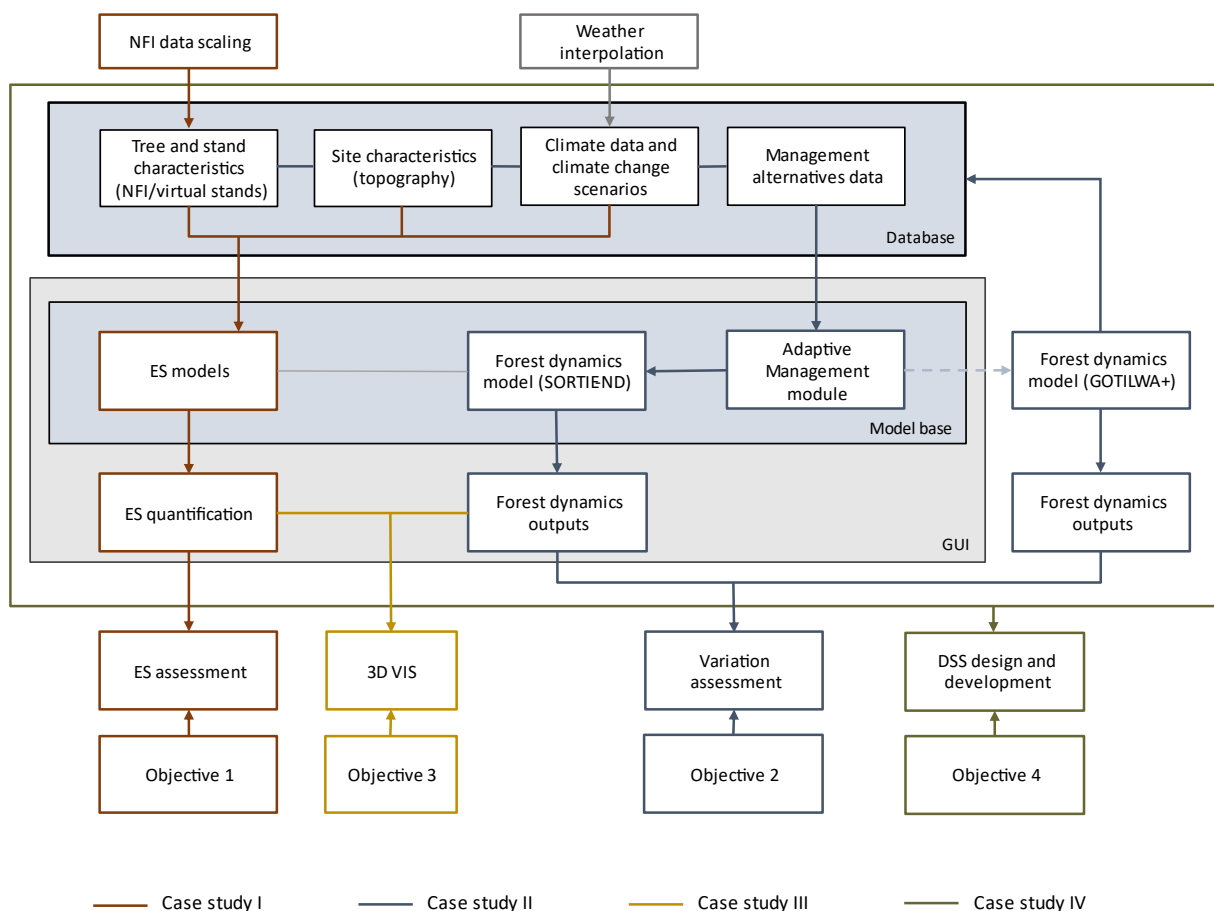 NFI data scaling
Weather
interpolation
Tree and stand
characteristics
(NFI/virtual stands)
Site characteristics
(topography)
Climate data and
climate change
scenarios
Management
alternatives data
Database
ES models
Forest dynamics
model (SORTIEND)
Adaptive
Management
module
Forest dynamics
model (GOTILWA+)
Model base
ES quantification
Forest dynamics
outputs
Forest dynamics
outputs
GUI
ES assessment
3D VIS
Variation
assessment
DSS design and
development
Objective 1
Objective 3
Objective 2
Objective 4
Case study I
Case study II
Case study III
Case study IV